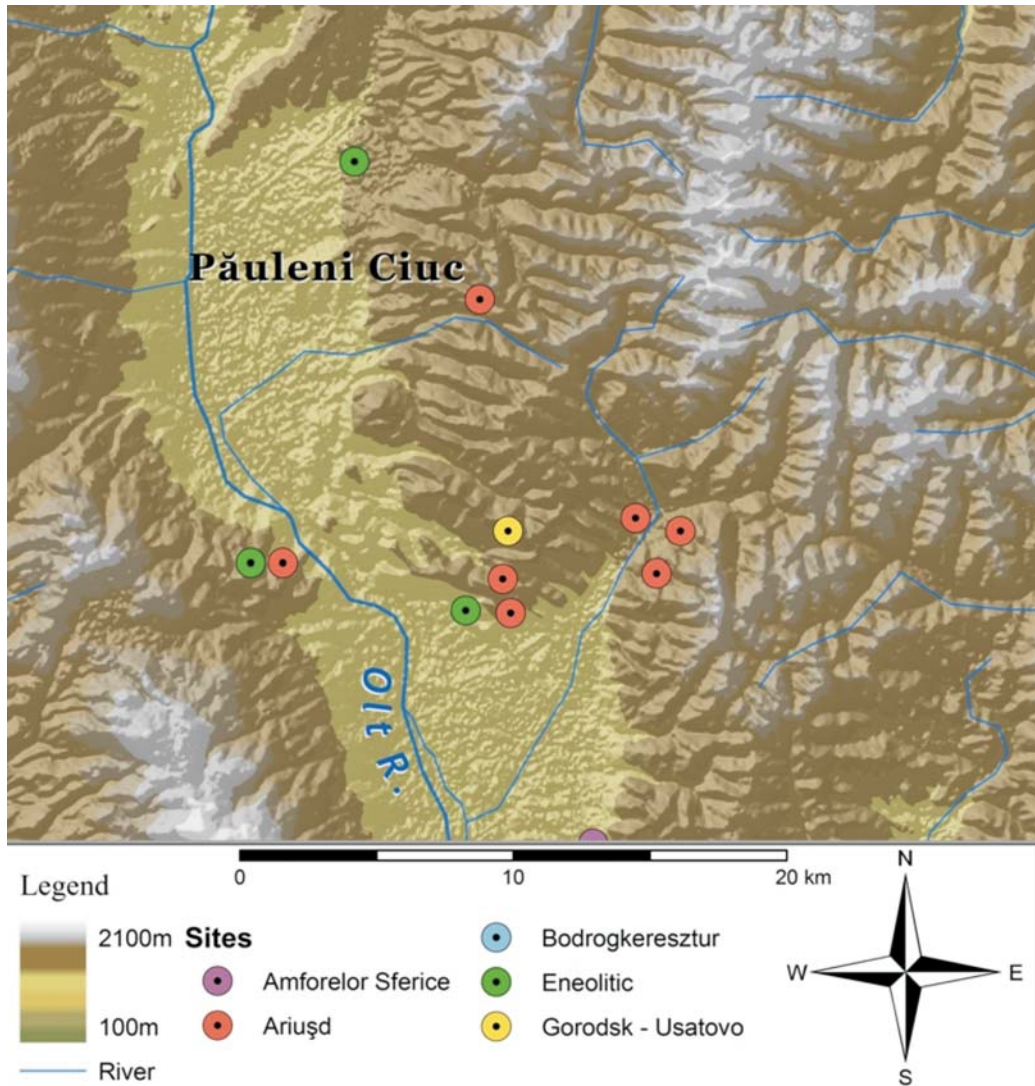 Păuleni Ciuc
Olt R.
Legend
0 10 20 km
2100m
100m
River
Sites
Amforelor Sferice
Ariuşd
Bodrogkeresztur
Eneolitic
Gorodsk - Usatovo
N
W E
S